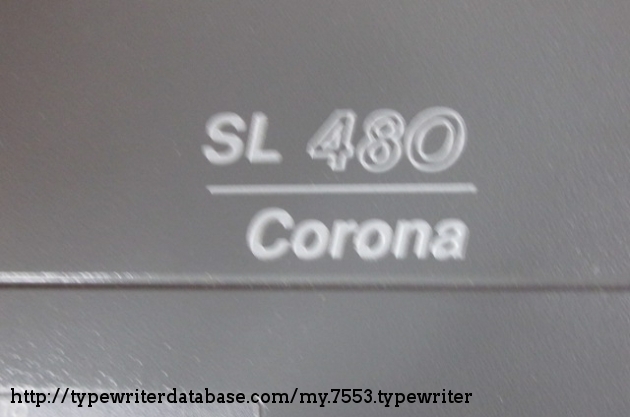 SL 480
Corona
http://typewriterdatabase.com/my.7553.typewriter